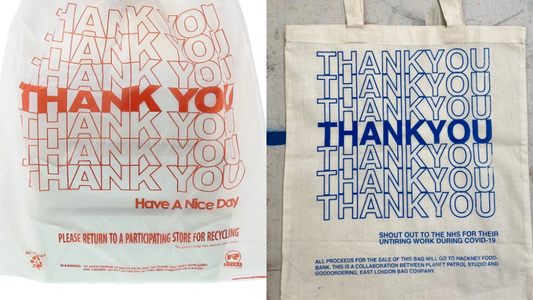 THANK YOU
THANK YOU
THANK YOU
THANK YOU
THANK YOU
THANK YOU
THANK YOU
Have A Nice Day
PLEASE RETURN TO A PARTICIPATING STORE FOR RECYCLING
THANKYOU
THANKYOU
THANKYOU
THANKYOU
THANKYOU
THANKYOU
THANKYOU
SHOUT OUT TO THE NHS FOR THEIR
UNTIRING WORK DURING COVID-19
ALL PROCEEDS FOR THE SALE OF THIS BAG WILL GO TO HACKNEY FOOD-
BANK. THIS IS A COLLABORATION BETWEEN PLANET PATROL STUDIO AND
GOODORDERING, EAST LONDON BAG COMPANY.